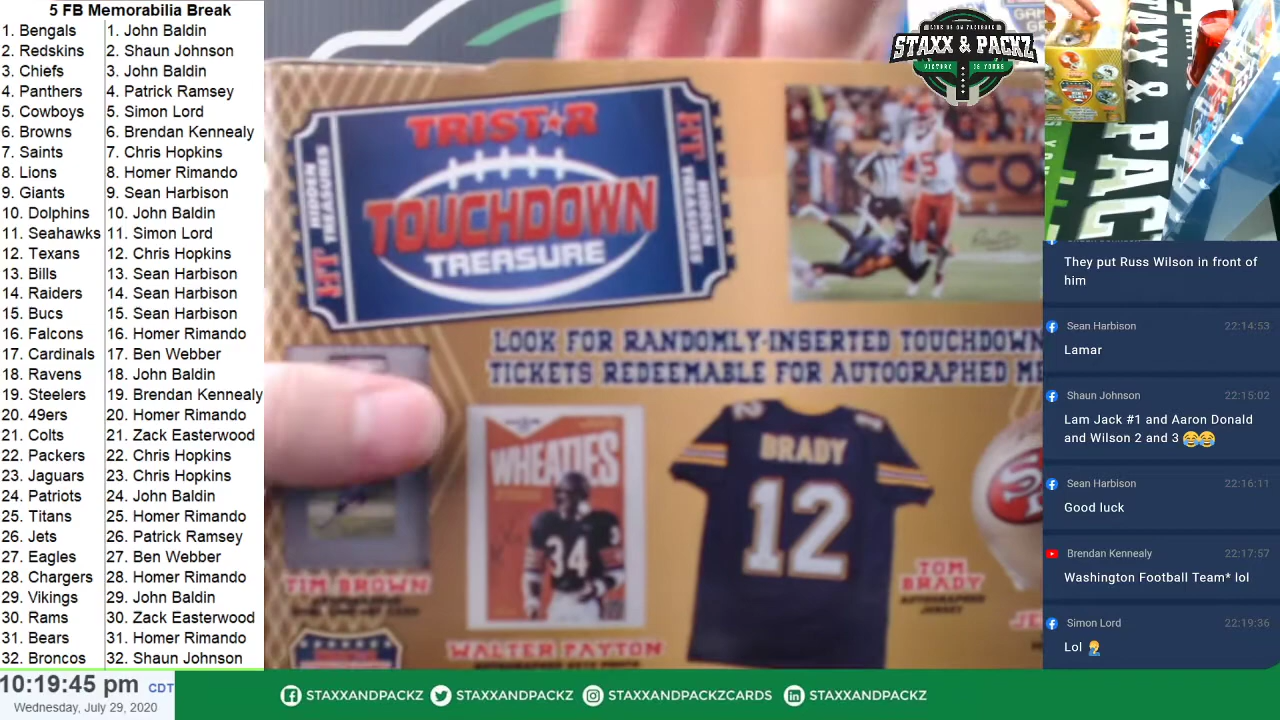 5 FB Memorabilia Break
1. Bengals
2. Redskins
3. Chiefs
4. Panthers
5. Cowboys
6. Browns
7. Saints
8. Lions
9. Giants
10. Dolphins
11. Seahawks
12. Texans
13. Bills
14. Raiders
15. Bucs
16. Falcons
17. Cardinals
18. Ravens
19. Steelers
20. 49ers
21. Colts
22. Packers
23. Jaguars
24. Patriots
25. Titans
26. Jets
27. Eagles
28. Chargers
29. Vikings
30. Rams
31. Bears
32. Broncos
1. John Baldin
2. Shaun Johnson
3. John Baldin
4. Patrick Ramsey
5. Simon Lord
6. Brendan Kennealy
7. Chris Hopkins
8. Homer Rimando
9. Sean Harbison
10. John Baldin
11. Simon Lord
12. Chris Hopkins
13. Sean Harbison
14. Sean Harbison
15. Sean Harbison
16. Homer Rimando
17. Ben Webber
18. John Baldin
19. Brendan Kennealy
20. Homer Rimando
21. Zack Easterwood
22. Chris Hopkins
23. Chris Hopkins
24. John Baldin
25. Homer Rimando
26. Patrick Ramsey
27. Ben Webber
28. Homer Rimando
29. John Baldin
30. Zack Easterwood
31. Homer Rimando
32. Shaun Johnson
10:19:45 pm CDT
Wednesday, July 29, 2020
TRISTAR
TOUCHDOWN
TREASURE
HT HIDDEN TREASURES
HT HIDDEN TREASURES
LOOK FOR RANDOMLY-INSERTED TOUCHDOWN
TICKETS REDEEMABLE FOR AUTOGRAPHED
WHEATIES
34
BRADY
12
TIM BROWN
WALTER PAYTON
TOM
BRADY
AUTOGRAPHED
JERSEY
STAXX & PACKZ
VICTORY IS YOURS
STAXX & PAC
They put Russ Wilson in front of
him
Sean Harbison 22:14:53
Lamar
Shaun Johnson 22:15:02
Lam Jack #1 and Aaron Donald
and Wilson 2 and 3 😂😂
Sean Harbison 22:16:11
Good luck
Brendan Kennealy 22:17:57
Washington Football Team* lol
Simon Lord 22:19:36
Lol 🤦
STAXXANDPACKZ
STAXXANDPACKZ
STAXXANDPACKZCARDS
STAXXANDPACKZ